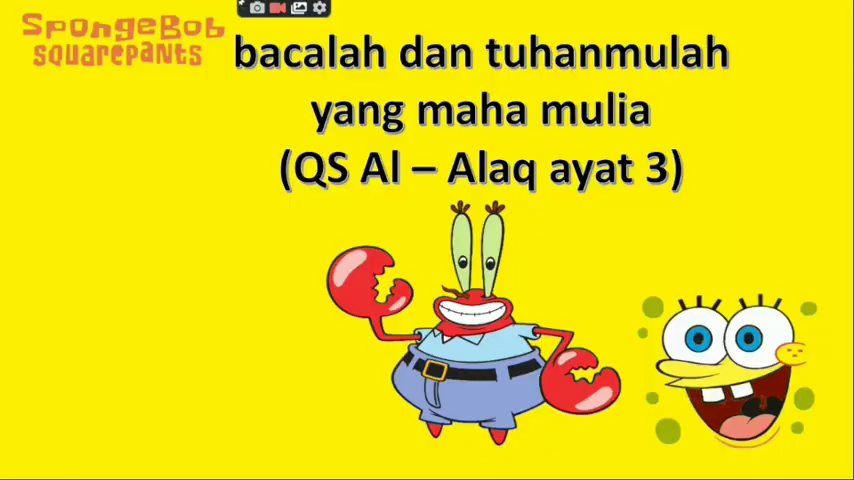 SpongeBob
SQUAREPANTS
bacalah dan tuhanmulah
yang maha mulia
(QS Al – Alaq ayat 3)